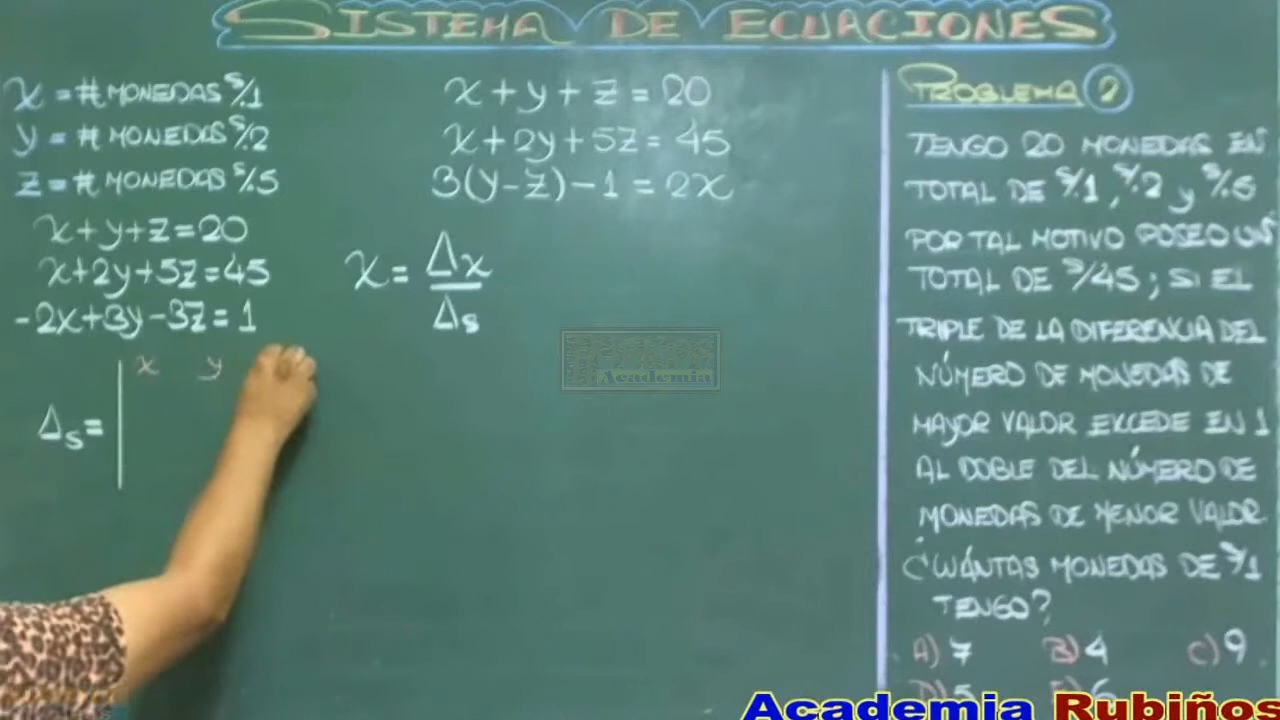 SISTEMA DE ECUACIONES
x = # MONEDAS S/.1
y = # MONEDAS S/.2
z = # MONEDAS S/.5
x+y+z=20
x+2y+5z=45
-2x+3y-3z=1
x y
Δs=
x+y+z=20
x+2y+5z=45
3(y-z)-1=2x
x= Δx
Δs
Academia
PROBLEMA 2
TENGO 20 MONEDAS EN
TOTAL DE S/.1, S/.2 y S/.5
POR TAL MOTIVO POSEO UN
TOTAL DE S/45; SI EL
TRIPLE DE LA DIFERENCIA DEL
NÚMERO DE MONEDAS DE
MAYOR VALOR EXCEDE EN 1
AL DOBLE DEL NÚMERO DE
MONEDAS DE MENOR VALOR.
¿CUÁNTAS MONEDAS DE S/1
TENGO?
A) 7 B) 4 C) 9
D) 5 E) 6
Academia Rubiños